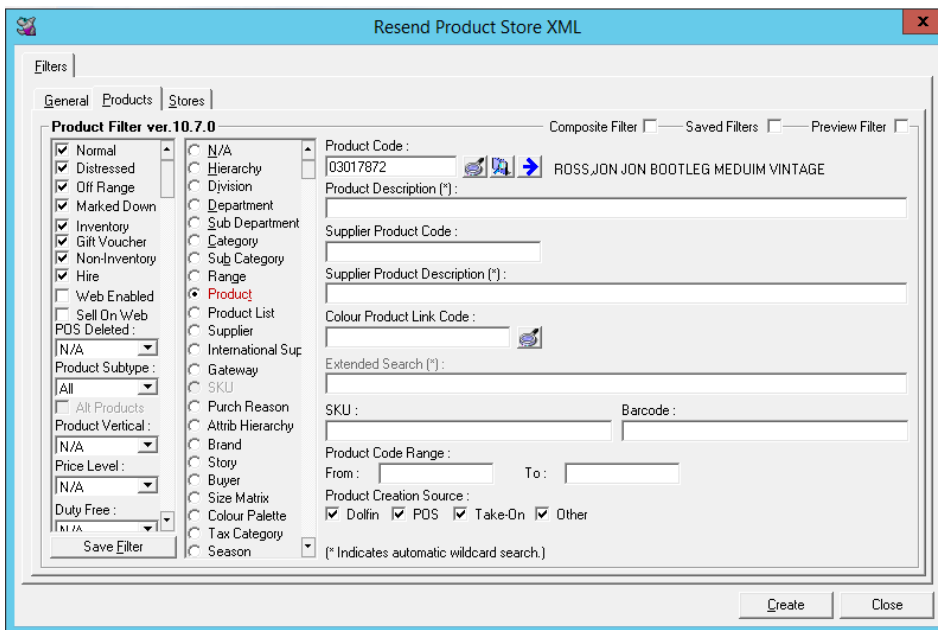 Resend Product Store XML
x
Filters
General Products Stores
Product Filter ver.10.7.0 Composite Filter Saved Filters Preview Filter
Normal
Distressed
Off Range
Marked Down
Inventory
Gift Voucher
Non-Inventory
Hire
Web Enabled
Sell On Web
POS Deleted :
N/A
Product Subtype :
All
Alt Products
Product Vertical :
N/A
Price Level :
N/A
Duty Free :
N/A
Save Filter
N/A
Hierarchy
Division
Department
Sub Department
Category
Sub Category
Range
Product
Product List
Supplier
International Sup
Gateway
SKU
Purch Reason
Attrib Hierarchy
Brand
Story
Buyer
Size Matrix
Colour Palette
Tax Category
Season
Product Code :
03017872 ROSS,JON JON BOOTLEG MEDUIM VINTAGE
Product Description (*) :
Supplier Product Code :
Supplier Product Description (*) :
Colour Product Link Code :
Extended Search (*) :
SKU : Barcode :
Product Code Range :
From : To :
Product Creation Source :
Dolfin POS Take-On Other
(* Indicates automatic wildcard search.)
Create Close